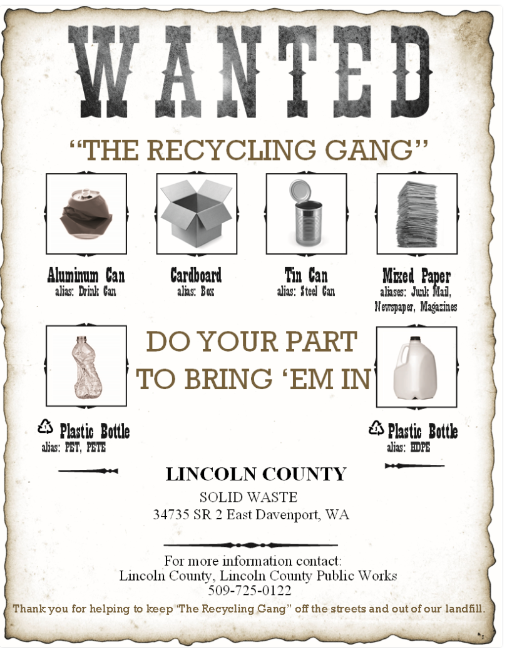 WANTED
"THE RECYCLING GANG"
Aluminum Can
alias: Drink Can
Cardboard
alias: Box
Tin Can
alias: Steel Can
Mixed Paper
aliases: Junk Mail,
Newspaper, Magazines
DO YOUR PART
TO BRING 'EM IN
Plastic Bottle
alias: PET, PETE
Plastic Bottle
alias: HDPE
LINCOLN COUNTY
SOLID WASTE
34735 SR 2 East Davenport, WA
For more information contact:
Lincoln County, Lincoln County Public Works
509-725-0122
Thank you for helping to keep "The Recycling Gang" off the streets and out of our landfill.